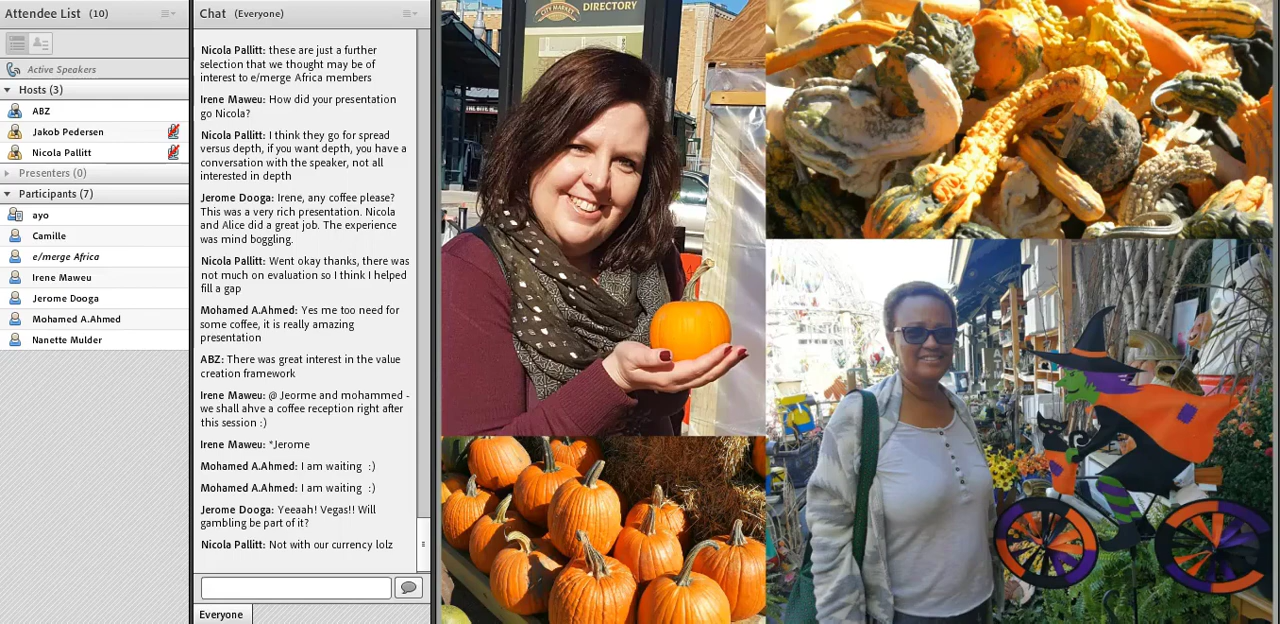 Attendee List (10)
Active Speakers
Hosts (3)
ABZ
Jakob Pedersen
Nicola Pallitt
Presenters (0)
Participants (7)
ayo
Camille
e/merge Africa
Irene Maweu
Jerome Dooga
Mohamed A.Ahmed
Nanette Mulder
Chat (Everyone)
Nicola Pallitt: these are just a further
selection that we thought may be of
interest to e/merge Africa members
Irene Maweu: How did your presentation
go Nicola?
Nicola Pallitt: I think they go for spread
versus depth, if you want depth, you have a
conversation with the speaker, not all
interested in depth
Jerome Dooga: Irene, any coffee please?
This was a very rich presentation. Nicola
and Alice did a great job. The experience
was mind boggling.
Nicola Pallitt: Went okay thanks, there was
not much on evaluation so I think I helped
fill a gap
Mohamed A.Ahmed: Yes me too need for
some coffee, it is really amazing
presentation
ABZ: There was great interest in the value
creation framework
Irene Maweu: @ Jeorme and mohammed -
we shall ahve a coffee reception right after
this session :)
Irene Maweu: *Jerome
Mohamed A.Ahmed: I am waiting :)
Mohamed A.Ahmed: I am waiting :)
Jerome Dooga: Yeeaah! Vegas!! Will
gambling be part of it?
Nicola Pallitt: Not with our currency lolz
Everyone
CITY MARKET
DIRECTORY